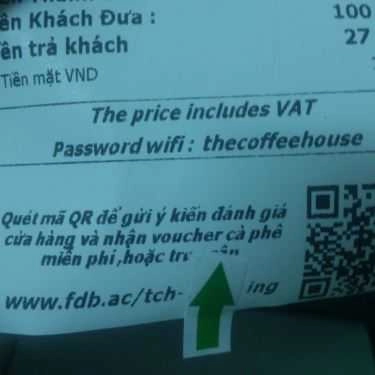 ền Khách Đưa : 100
ền trả khách 27
Tiền mặt VND
The price includes VAT
Password wifi : thecoffeehouse
Quét mã QR để gửi ý kiến đánh giá
cửa hàng và nhận voucher cà phê
miễn phí,hoặc
www.fdb.ac/tch- ing